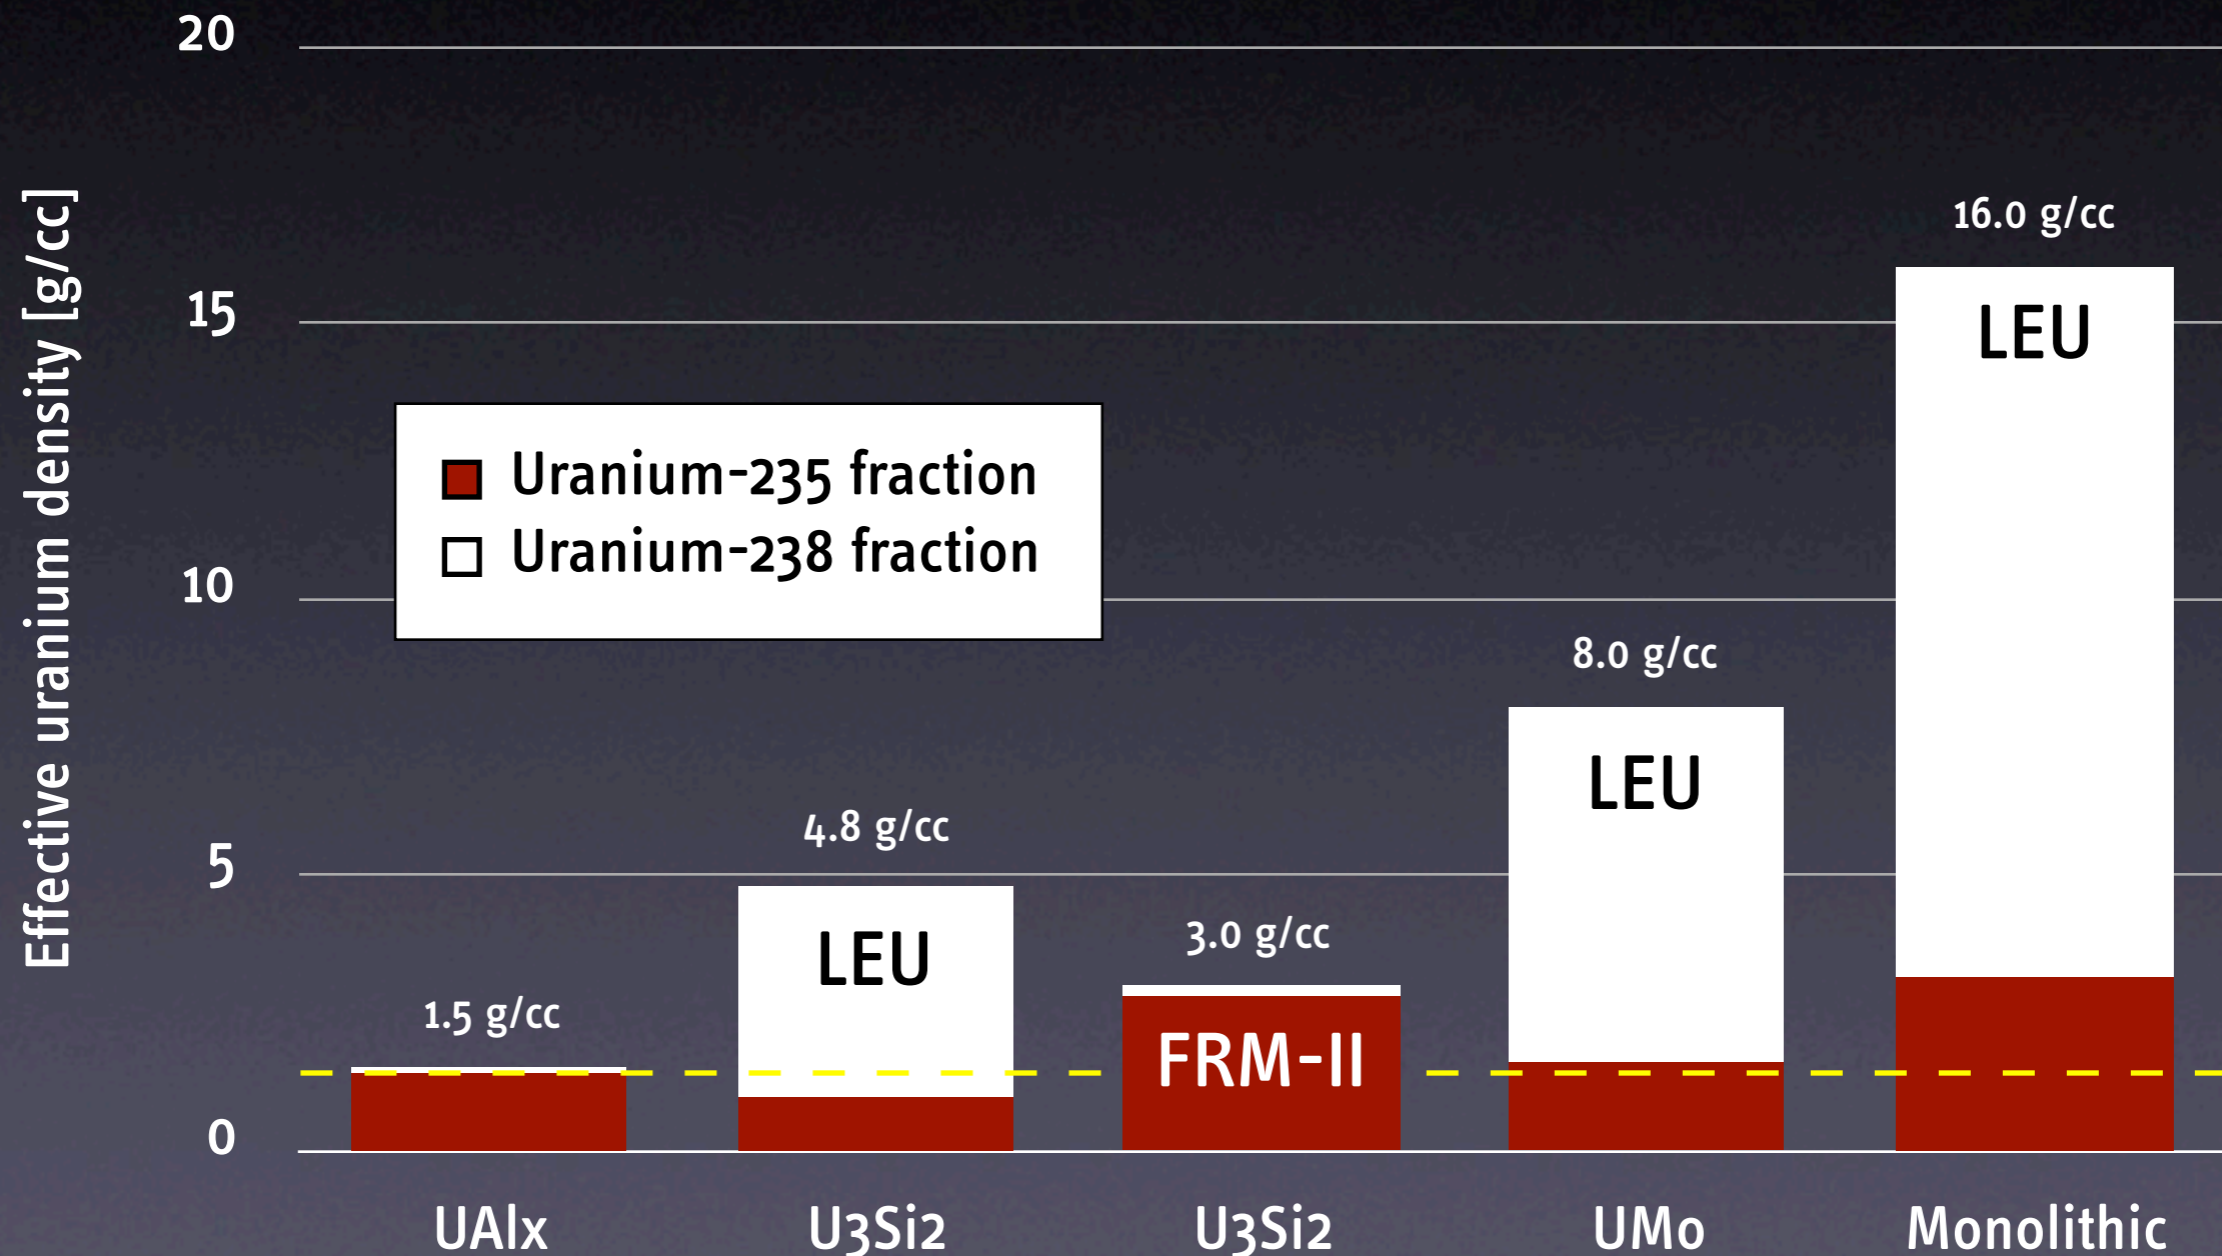 Effective uranium density [g/cc]
20
15
10
5
0
Uranium-235 fraction
Uranium-238 fraction
1.5 g/cc
4.8 g/cc
LEU
3.0 g/cc
FRM-II
8.0 g/cc
LEU
16.0 g/cc
LEU
UAlx
U3Si2
U3Si2
UMo
Monolithic